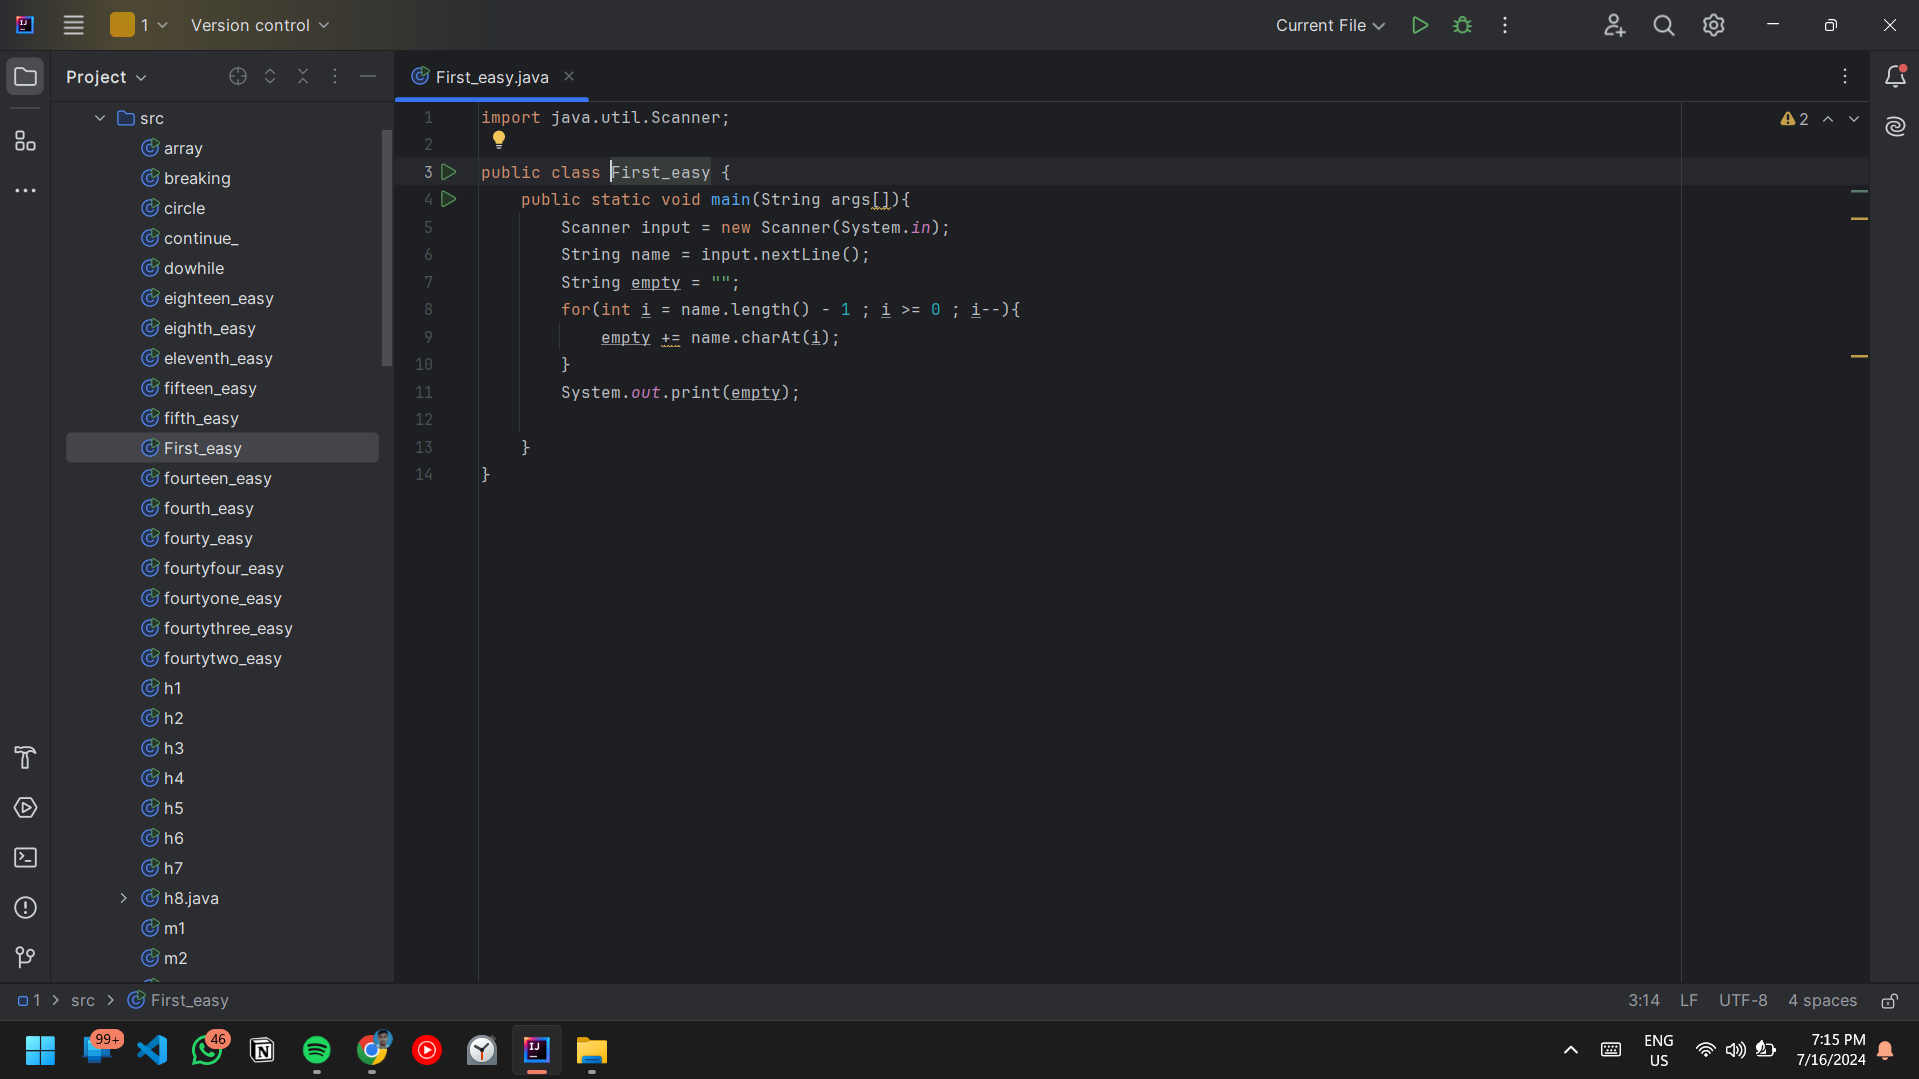 1 Version control
Current File
Project
First_easy.java
src
array
breaking
circle
continue_
dowhile
eighteen_easy
eighth_easy
eleventh_easy
fifteen_easy
fifth_easy
First_easy
fourteen_easy
fourth_easy
fourty_easy
fourtyfour_easy
fourtyone_easy
fourtythree_easy
fourtytwo_easy
h1
h2
h3
h4
h5
h6
h7
h8.java
m1
m2
1 import java.util.Scanner;
2
3 public class First_easy {
4 public static void main(String args[]){
5 Scanner input = new Scanner(System.in);
6 String name = input.nextLine();
7 String empty = "";
8 for(int i = name.length() - 1 ; i >= 0 ; i--){
9 empty += name.charAt(i);
10 }
11 System.out.print(empty);
12
13 }
14 }
2
1 > src > First_easy
3:14 LF UTF-8 4 spaces
99+
46
ENG
US
7:15 PM
7/16/2024